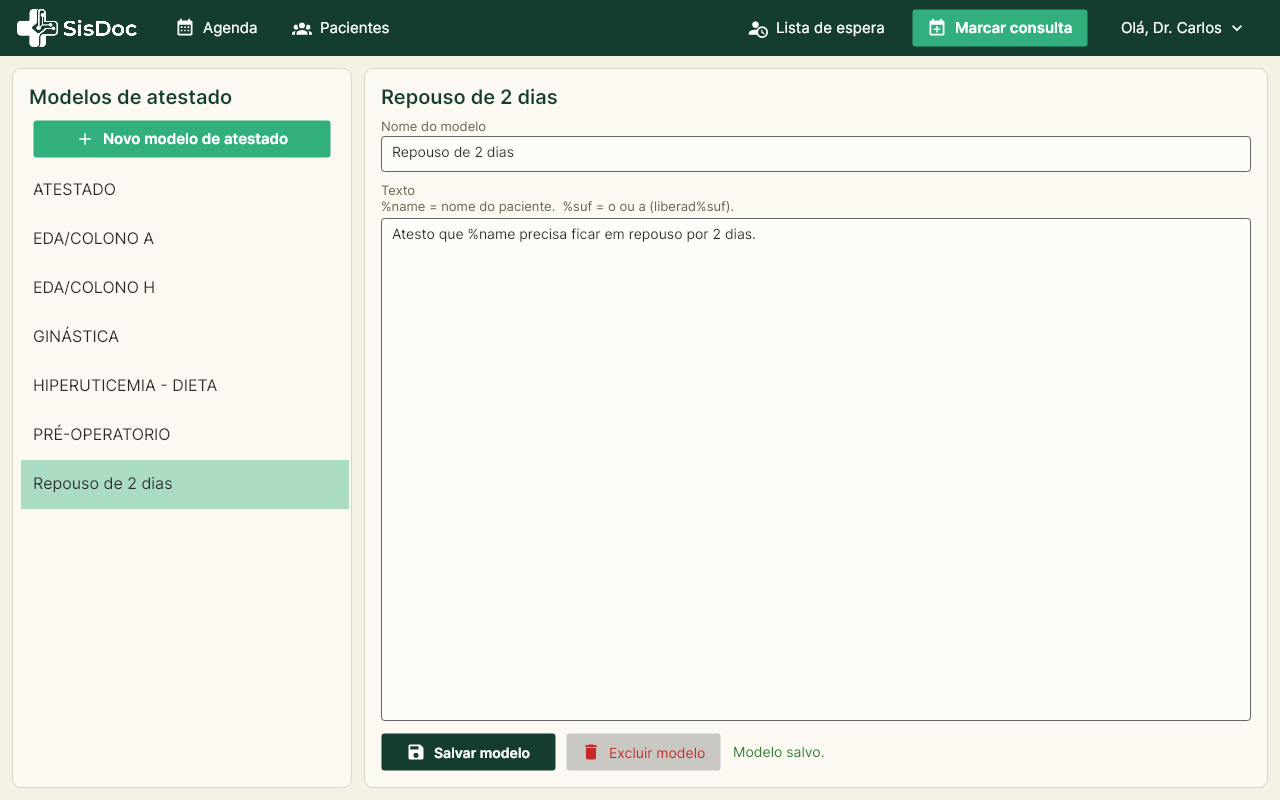 SisDoc
Agenda
Pacientes
Lista de espera
Marcar consulta
Olá, Dr. Carlos
Modelos de atestado
Novo modelo de atestado
ATESTADO
EDA/COLONO A
EDA/COLONO H
GINÁSTICA
HIPERUTICEMIA - DIETA
PRÉ-OPERATORIO
Repouso de 2 dias
Repouso de 2 dias
Nome do modelo
Repouso de 2 dias
Texto
%name = nome do paciente.  %suf = o ou a (liberad%suf).
Atesto que %name precisa ficar em repouso por 2 dias.
Salvar modelo
Excluir modelo
Modelo salvo.